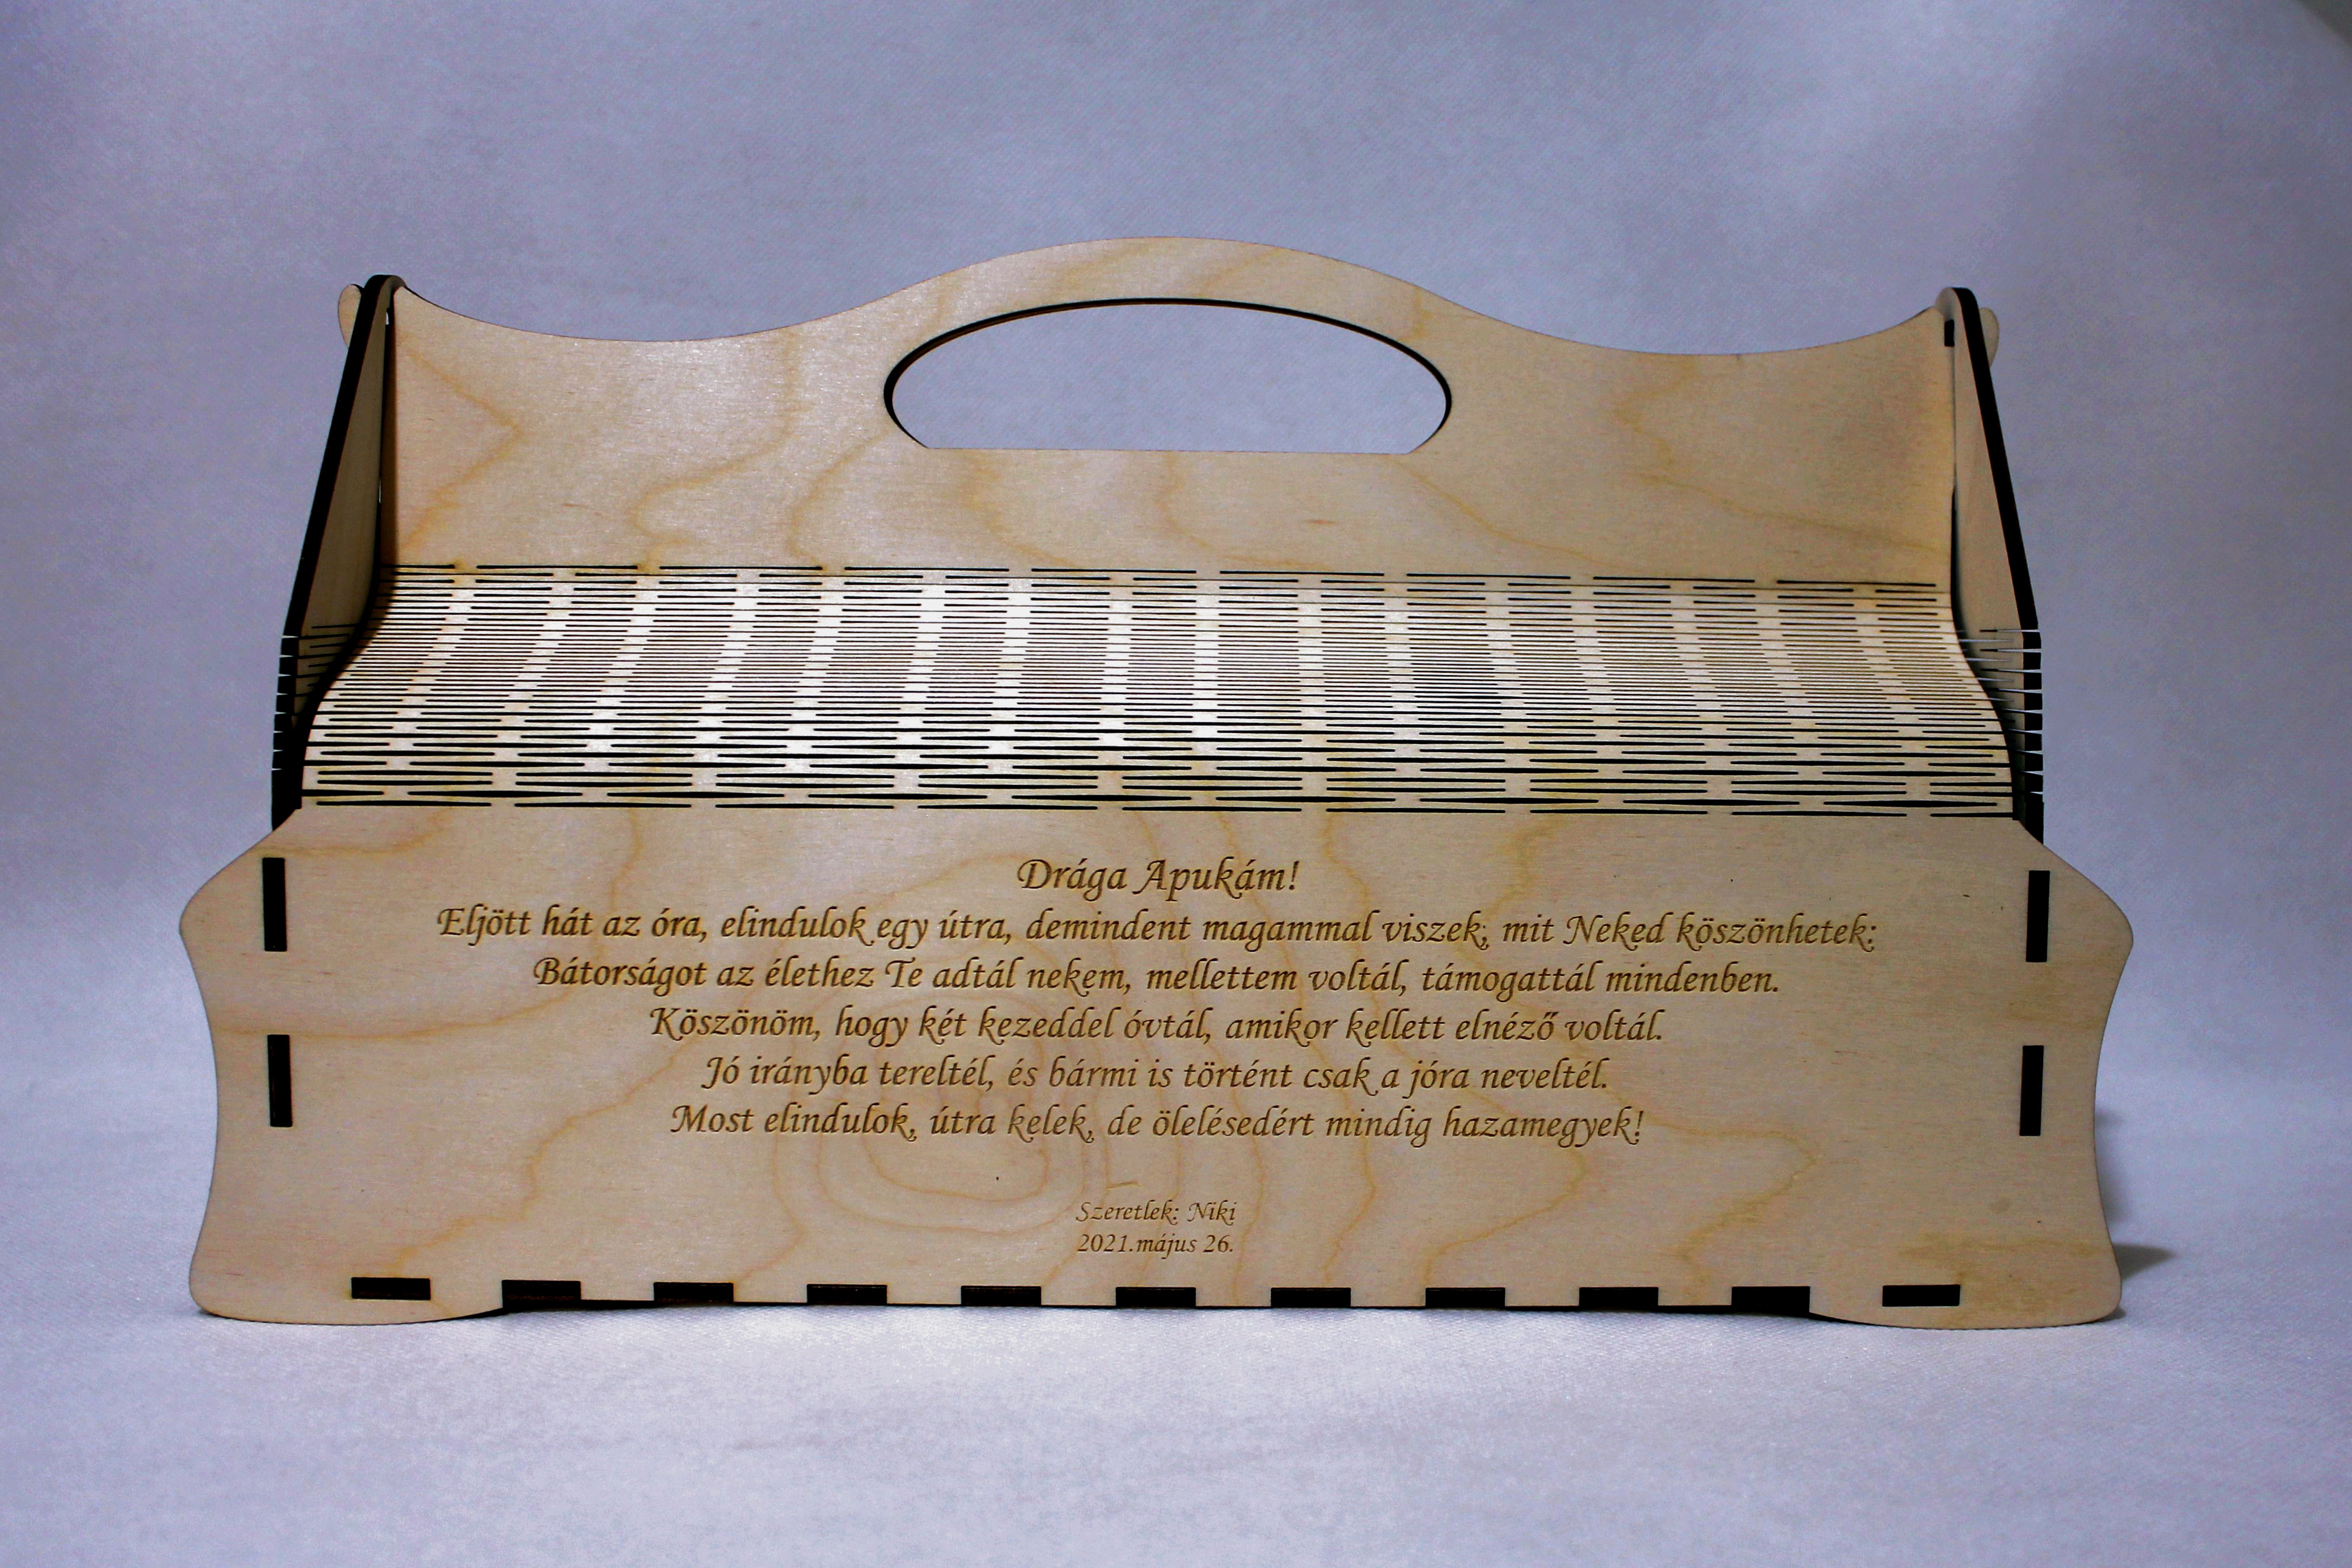 Drága Apukám!
Eljött hát az óra, elindulok egy útra, demindent magammal viszek, mit Neked köszönhetek:
Bátorságot az élethez Te adtál nekem, mellettem voltál, támogattál mindenben.
Köszönöm, hogy két kezeddel óvtál, amikor kellett elnéző voltál.
Jó irányba tereltél, és bármi is történt csak a jóra neveltél.
Most elindulok, útra kelek, de ölelésedért mindig hazamegyek!
Szeretlek: Niki
2021.május 26.